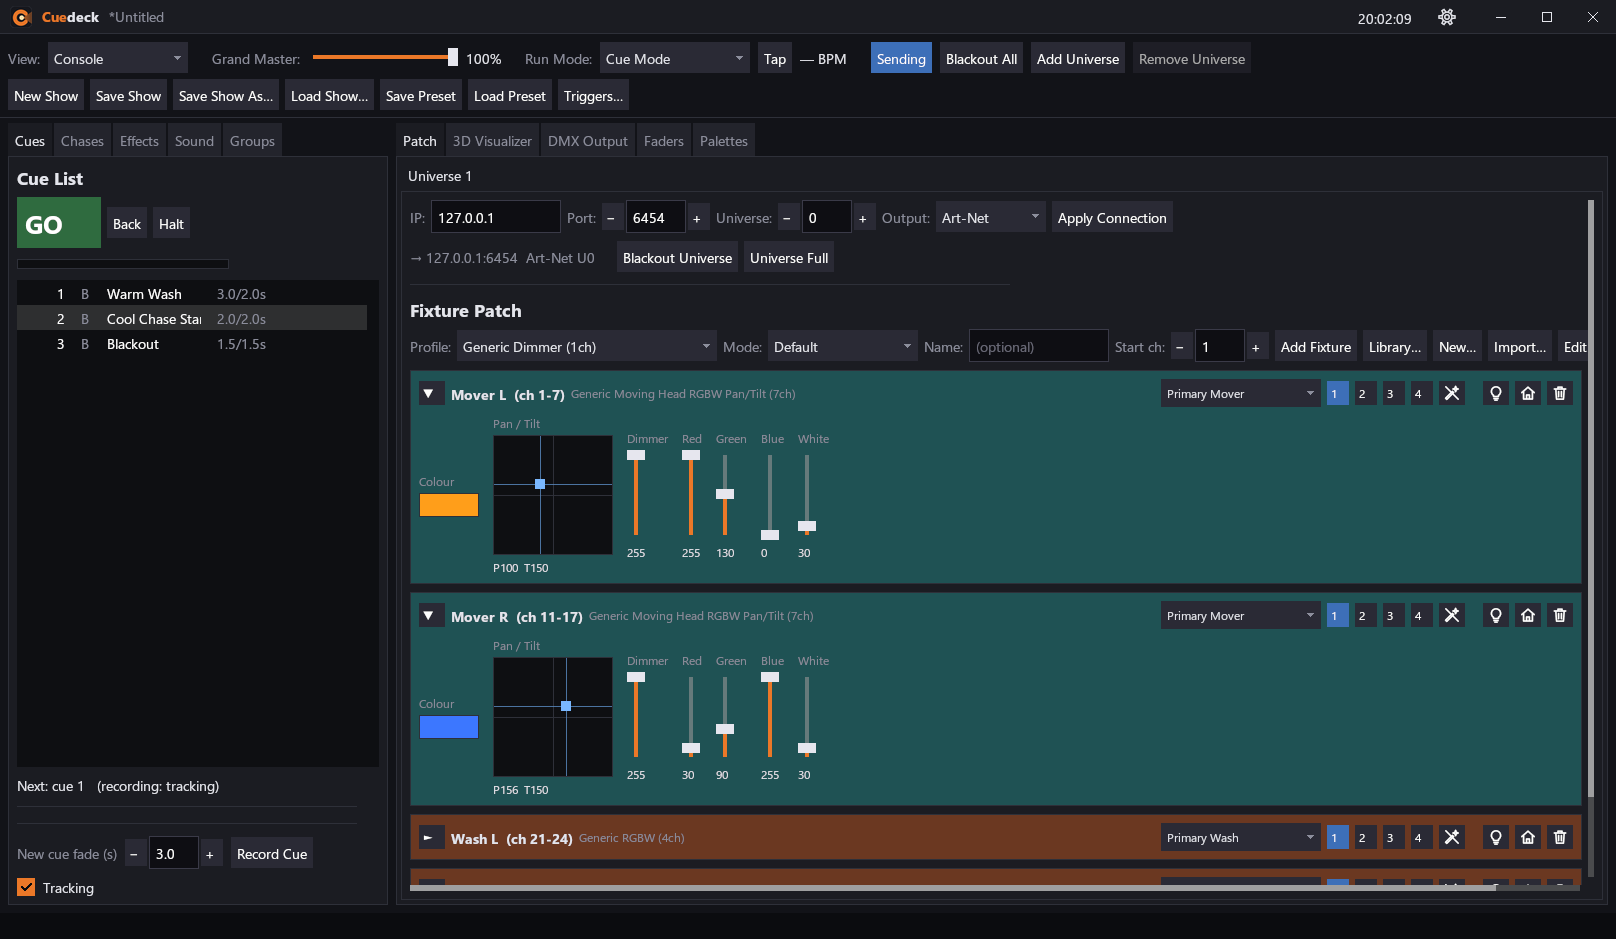 Cuedeck *Untitled 20:02:09
View: Console Grand Master: 100% Run Mode: Cue Mode Tap — BPM Sending Blackout All Add Universe Remove Universe
New Show Save Show Save Show As... Load Show... Save Preset Load Preset Triggers...
Cues Chases Effects Sound Groups
Cue List
GO Back Halt
1 B Warm Wash 3.0/2.0s
2 B Cool Chase Star 2.0/2.0s
3 B Blackout 1.5/1.5s
Next: cue 1 (recording: tracking)
New cue fade (s) − 3.0 + Record Cue
Tracking
Patch 3D Visualizer DMX Output Faders Palettes
Universe 1
IP: 127.0.0.1 Port: − 6454 + Universe: − 0 + Output: Art-Net Apply Connection
→ 127.0.0.1:6454 Art-Net U0 Blackout Universe Universe Full
Fixture Patch
Profile: Generic Dimmer (1ch) Mode: Default Name: (optional) Start ch: − 1 + Add Fixture Library... New... Import... Edit
Mover L (ch 1-7) Generic Moving Head RGBW Pan/Tilt (7ch) Primary Mover 1 2 3 4
Pan / Tilt
Dimmer Red Green Blue White
Colour
255 255 130 0 30
P100 T150
Mover R (ch 11-17) Generic Moving Head RGBW Pan/Tilt (7ch) Primary Mover 1 2 3 4
Pan / Tilt
Dimmer Red Green Blue White
Colour
255 30 90 255 30
P156 T150
Wash L (ch 21-24) Generic RGBW (4ch) Primary Wash 1 2 3 4